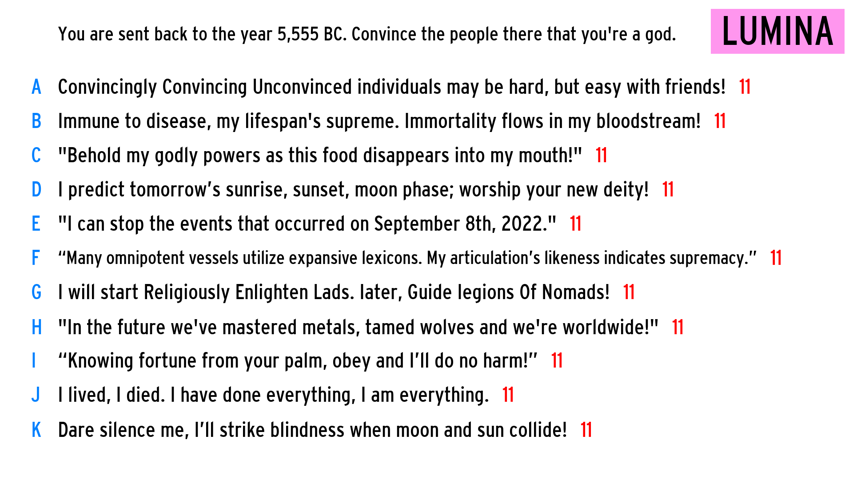 You are sent back to the year 5,555 BC. Convince the people there that you're a god.
LUMINA
A Convincingly Convincing Unconvinced individuals may be hard, but easy with friends! 11
B Immune to disease, my lifespan's supreme. Immortality flows in my bloodstream! 11
C "Behold my godly powers as this food disappears into my mouth!" 11
D I predict tomorrow’s sunrise, sunset, moon phase; worship your new deity! 11
E "I can stop the events that occurred on September 8th, 2022." 11
F “Many omnipotent vessels utilize expansive lexicons. My articulation’s likeness indicates supremacy.” 11
G I will start Religiously Enlighten Lads. later, Guide legions Of Nomads! 11
H "In the future we've mastered metals, tamed wolves and we're worldwide!" 11
I “Knowing fortune from your palm, obey and I’ll do no harm!” 11
J I lived, I died. I have done everything, I am everything. 11
K Dare silence me, I’ll strike blindness when moon and sun collide! 11